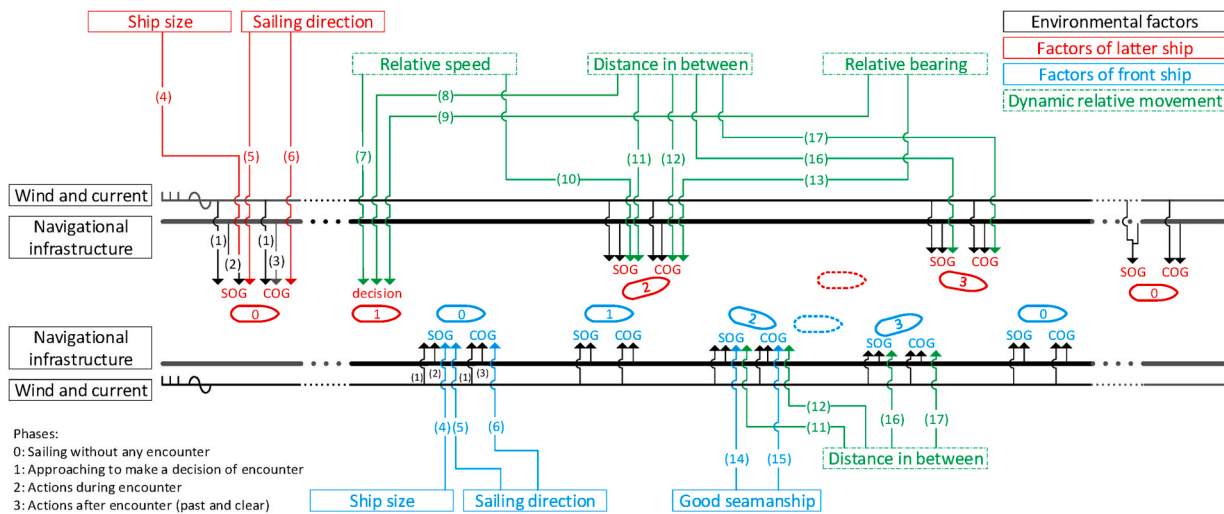 Ship size
Sailing direction
Environmental factors
Factors of latter ship
Factors of front ship
Dynamic relative movement
Relative speed
Distance in between
Relative bearing
(4)
(8)
(9)
(5)
(6)
(7)
(11)
(12)
(17)
(16)
(10)
(13)
Wind and current
Navigational
infrastructure
(1)
(2)
(1)
(3)
SOG
COG
decision
SOG
COG
SOG
COG
SOG
COG
0
1
2
3
0
0
1
2
3
0
Navigational
infrastructure
SOG
COG
SOG
COG
SOG
COG
SOG
COG
SOG
COG
(1)
(2)
(1)
(3)
Wind and current
(4)
(5)
(6)
(12)
(11)
(16)
(17)
(14)
(15)
Distance in between
Phases:
0: Sailing without any encounter
1: Approaching to make a decision of encounter
2: Actions during encounter
3: Actions after encounter (past and clear)
Ship size
Sailing direction
Good seamanship